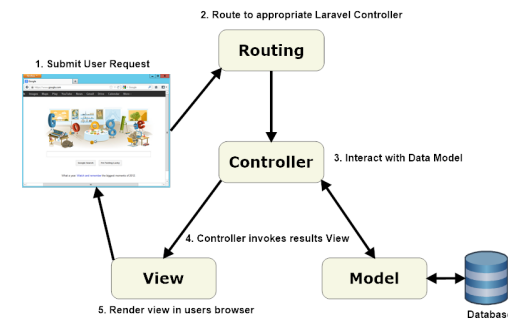 2. Route to appropriate Laravel Controller
Routing
1. Submit User Request
Controller
3. Interact with Data Model
4. Controller invokes results View
View
Model
5. Render view in users browser
Database